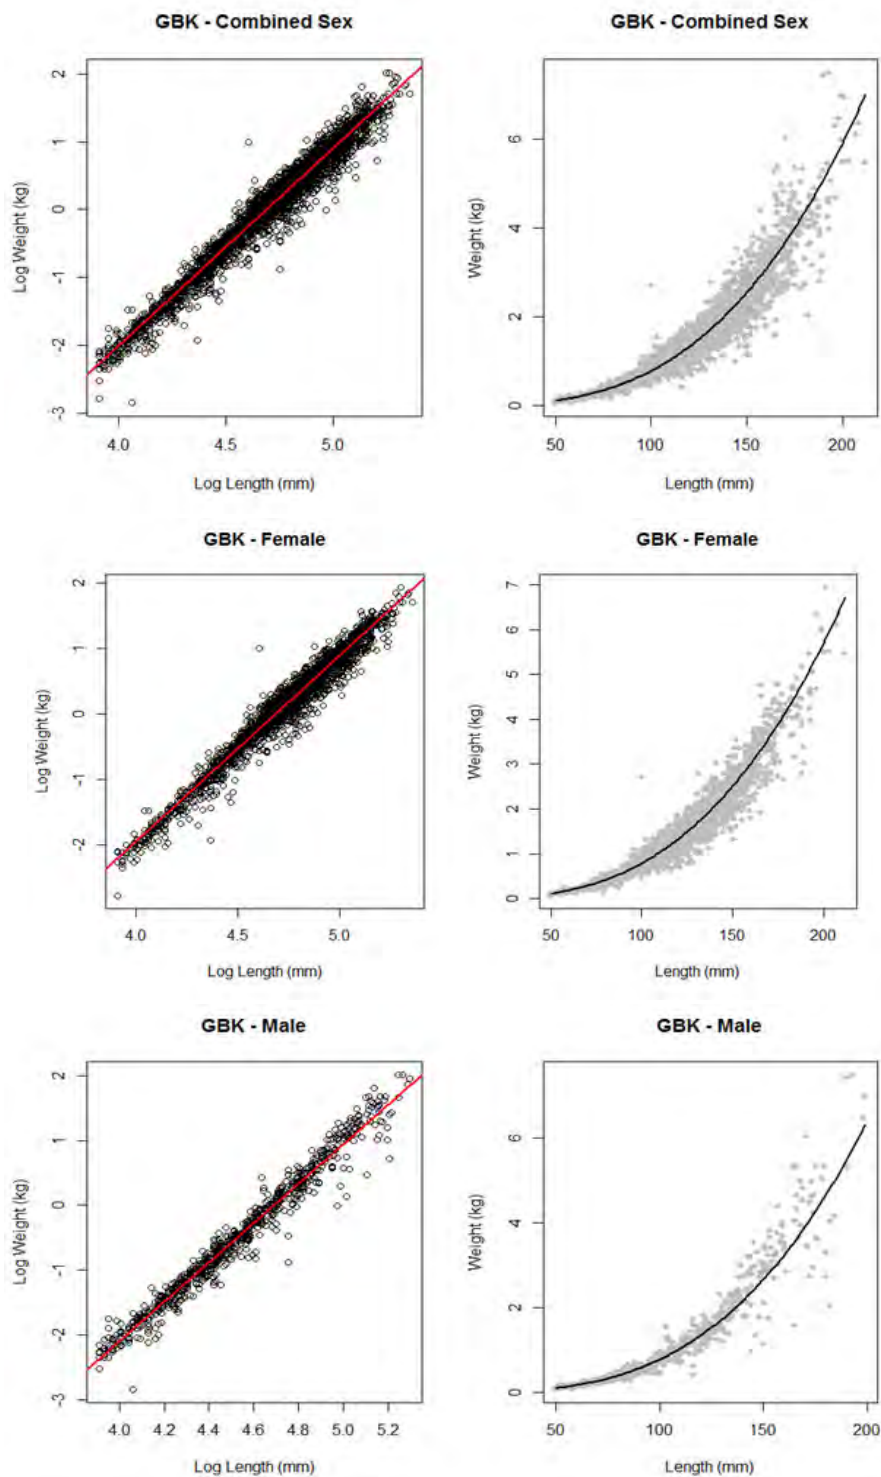 GBK - Combined Sex
GBK - Combined Sex
Log Weight (kg)
2
1
0
-1
-2
-3
4.0 4.5 5.0
Log Length (mm)
Weight (kg)
6
4
2
0
50 100 150 200
Length (mm)
GBK - Female
GBK - Female
Log Weight (kg)
2
1
0
-1
-2
4.0 4.5 5.0
Log Length (mm)
Weight (kg)
7
6
5
4
3
2
1
0
50 100 150 200
Length (mm)
GBK - Male
GBK - Male
Log Weight (kg)
2
1
0
-1
-2
-3
4.0 4.2 4.4 4.6 4.8 5.0 5.2
Log Length (mm)
Weight (kg)
6
4
2
0
50 100 150 200
Length (mm)